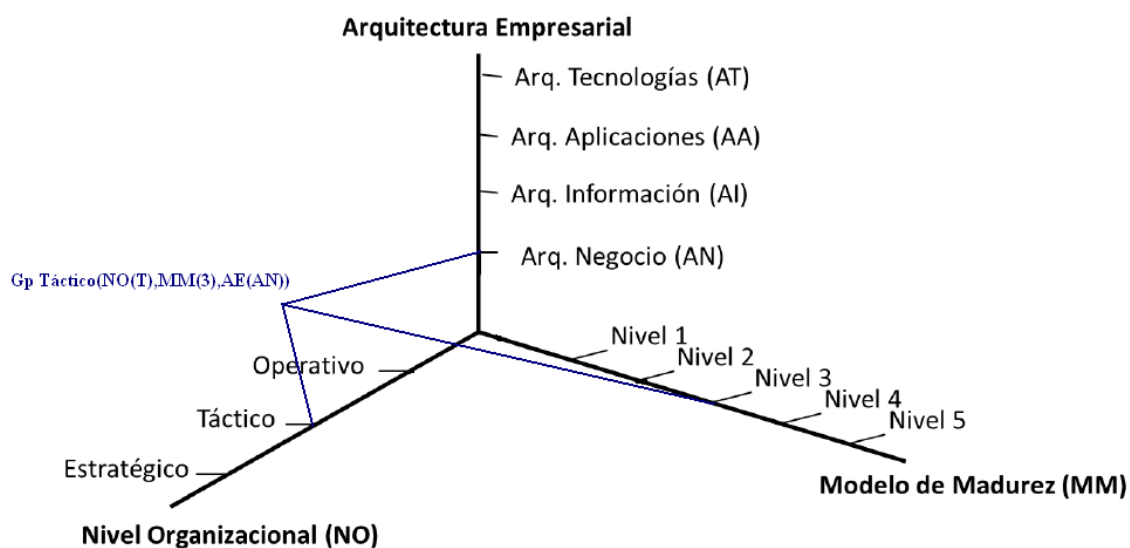 Arquitectura Empresarial
Arq. Tecnologías (AT)
Arq. Aplicaciones (AA)
Arq. Información (AI)
Arq. Negocio (AN)
Gp Táctico(NO(T),MM(3),AE(AN))
Operativo
Táctico
Estratégico
Nivel Organizacional (NO)
Nivel 1
Nivel 2
Nivel 3
Nivel 4
Nivel 5
Modelo de Madurez (MM)